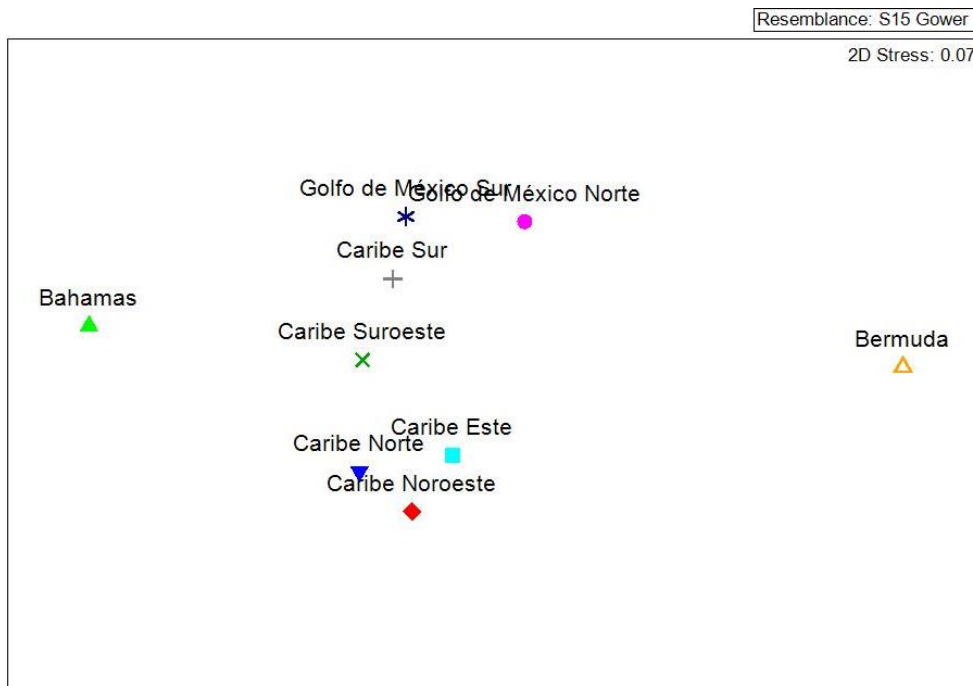 Resemblance: S15 Gower
2D Stress: 0.07
Golfo de México Sur
Golfo de México Norte
Caribe Sur
Bahamas
Caribe Suroeste
Bermuda
Caribe Este
Caribe Norte
Caribe Noroeste